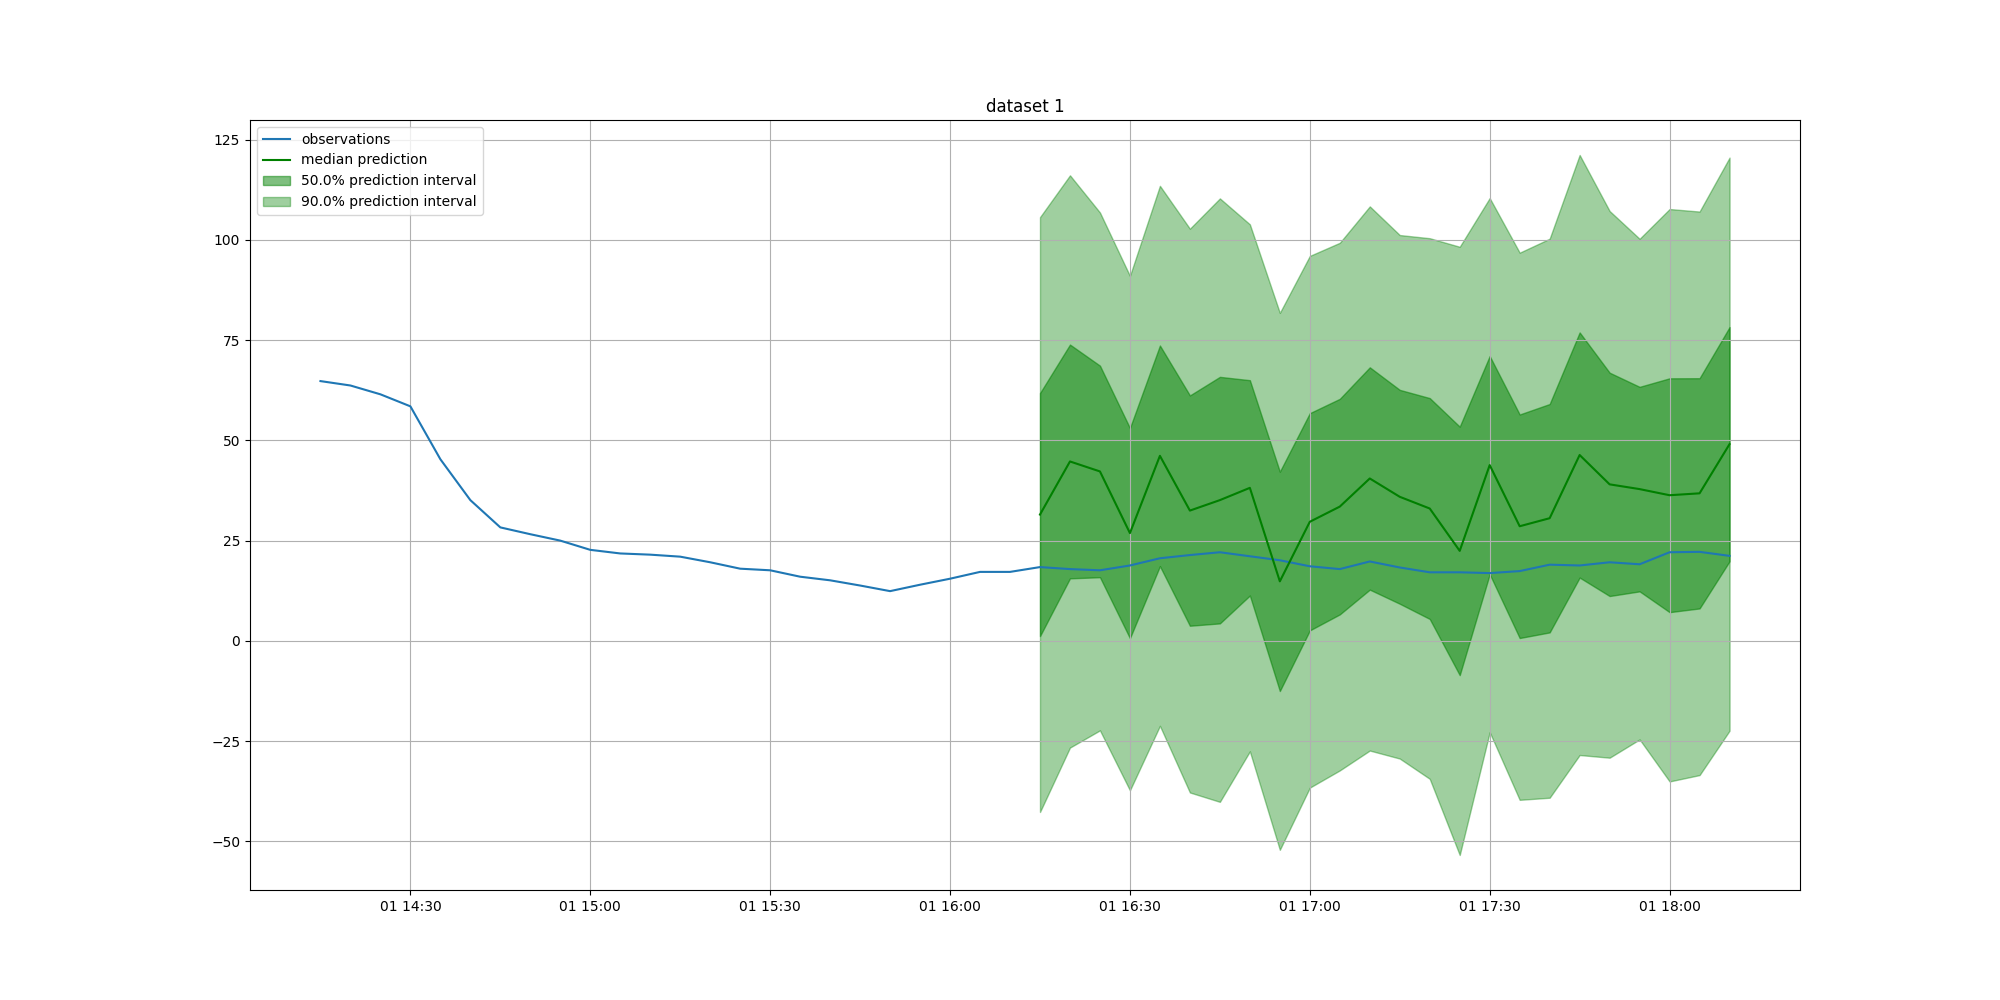 dataset 1
observations
median prediction
50.0% prediction interval
90.0% prediction interval
125
100
75
50
25
0
−25
−50
01 14:30 01 15:00 01 15:30 01 16:00 01 16:30 01 17:00 01 17:30 01 18:00